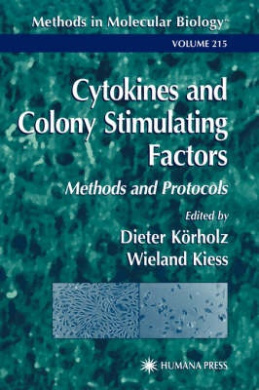 Methods in Molecular Biology™
VOLUME 215
Cytokines and
Colony Stimulating
Factors
Methods and Protocols
Edited by
Dieter Körholz
Wieland Kiess
HUMANA PRESS